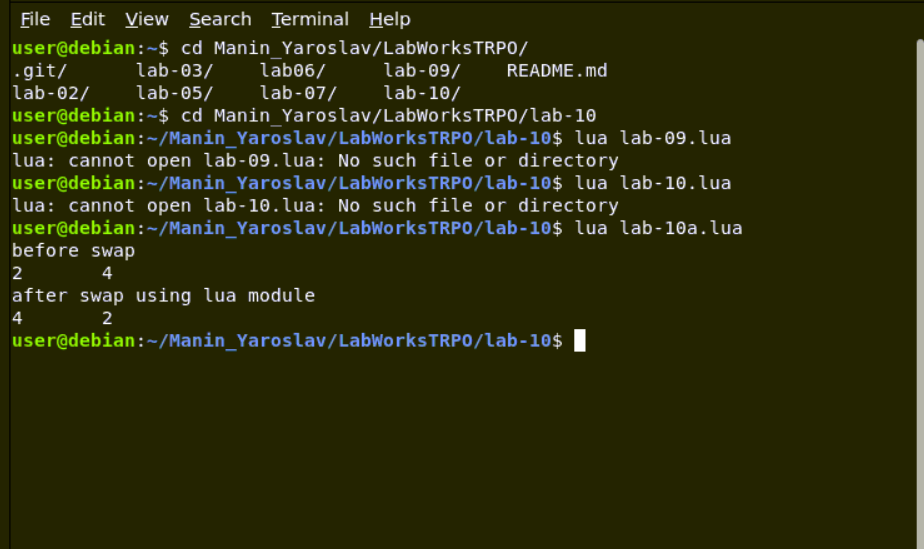 File Edit View Search Terminal Help
user@debian:~$ cd Manin_Yaroslav/LabWorksTRPO/
.git/ lab-03/ lab06/ lab-09/ README.md
lab-02/ lab-05/ lab-07/ lab-10/
user@debian:~$ cd Manin_Yaroslav/LabWorksTRPO/lab-10
user@debian:~/Manin_Yaroslav/LabWorksTRPO/lab-10$ lua lab-09.lua
lua: cannot open lab-09.lua: No such file or directory
user@debian:~/Manin_Yaroslav/LabWorksTRPO/lab-10$ lua lab-10.lua
lua: cannot open lab-10.lua: No such file or directory
user@debian:~/Manin_Yaroslav/LabWorksTRPO/lab-10$ lua lab-10a.lua
before swap
2 4
after swap using lua module
4 2
user@debian:~/Manin_Yaroslav/LabWorksTRPO/lab-10$